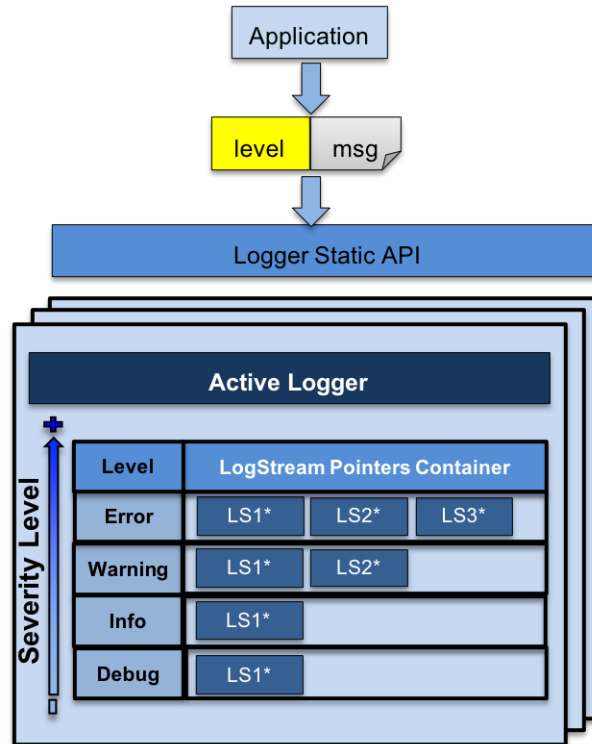 Application
level msg
Logger Static API
Active Logger
Severity Level
Level LogStream Pointers Container
Error LS1* LS2* LS3*
Warning LS1* LS2*
Info LS1*
Debug LS1*